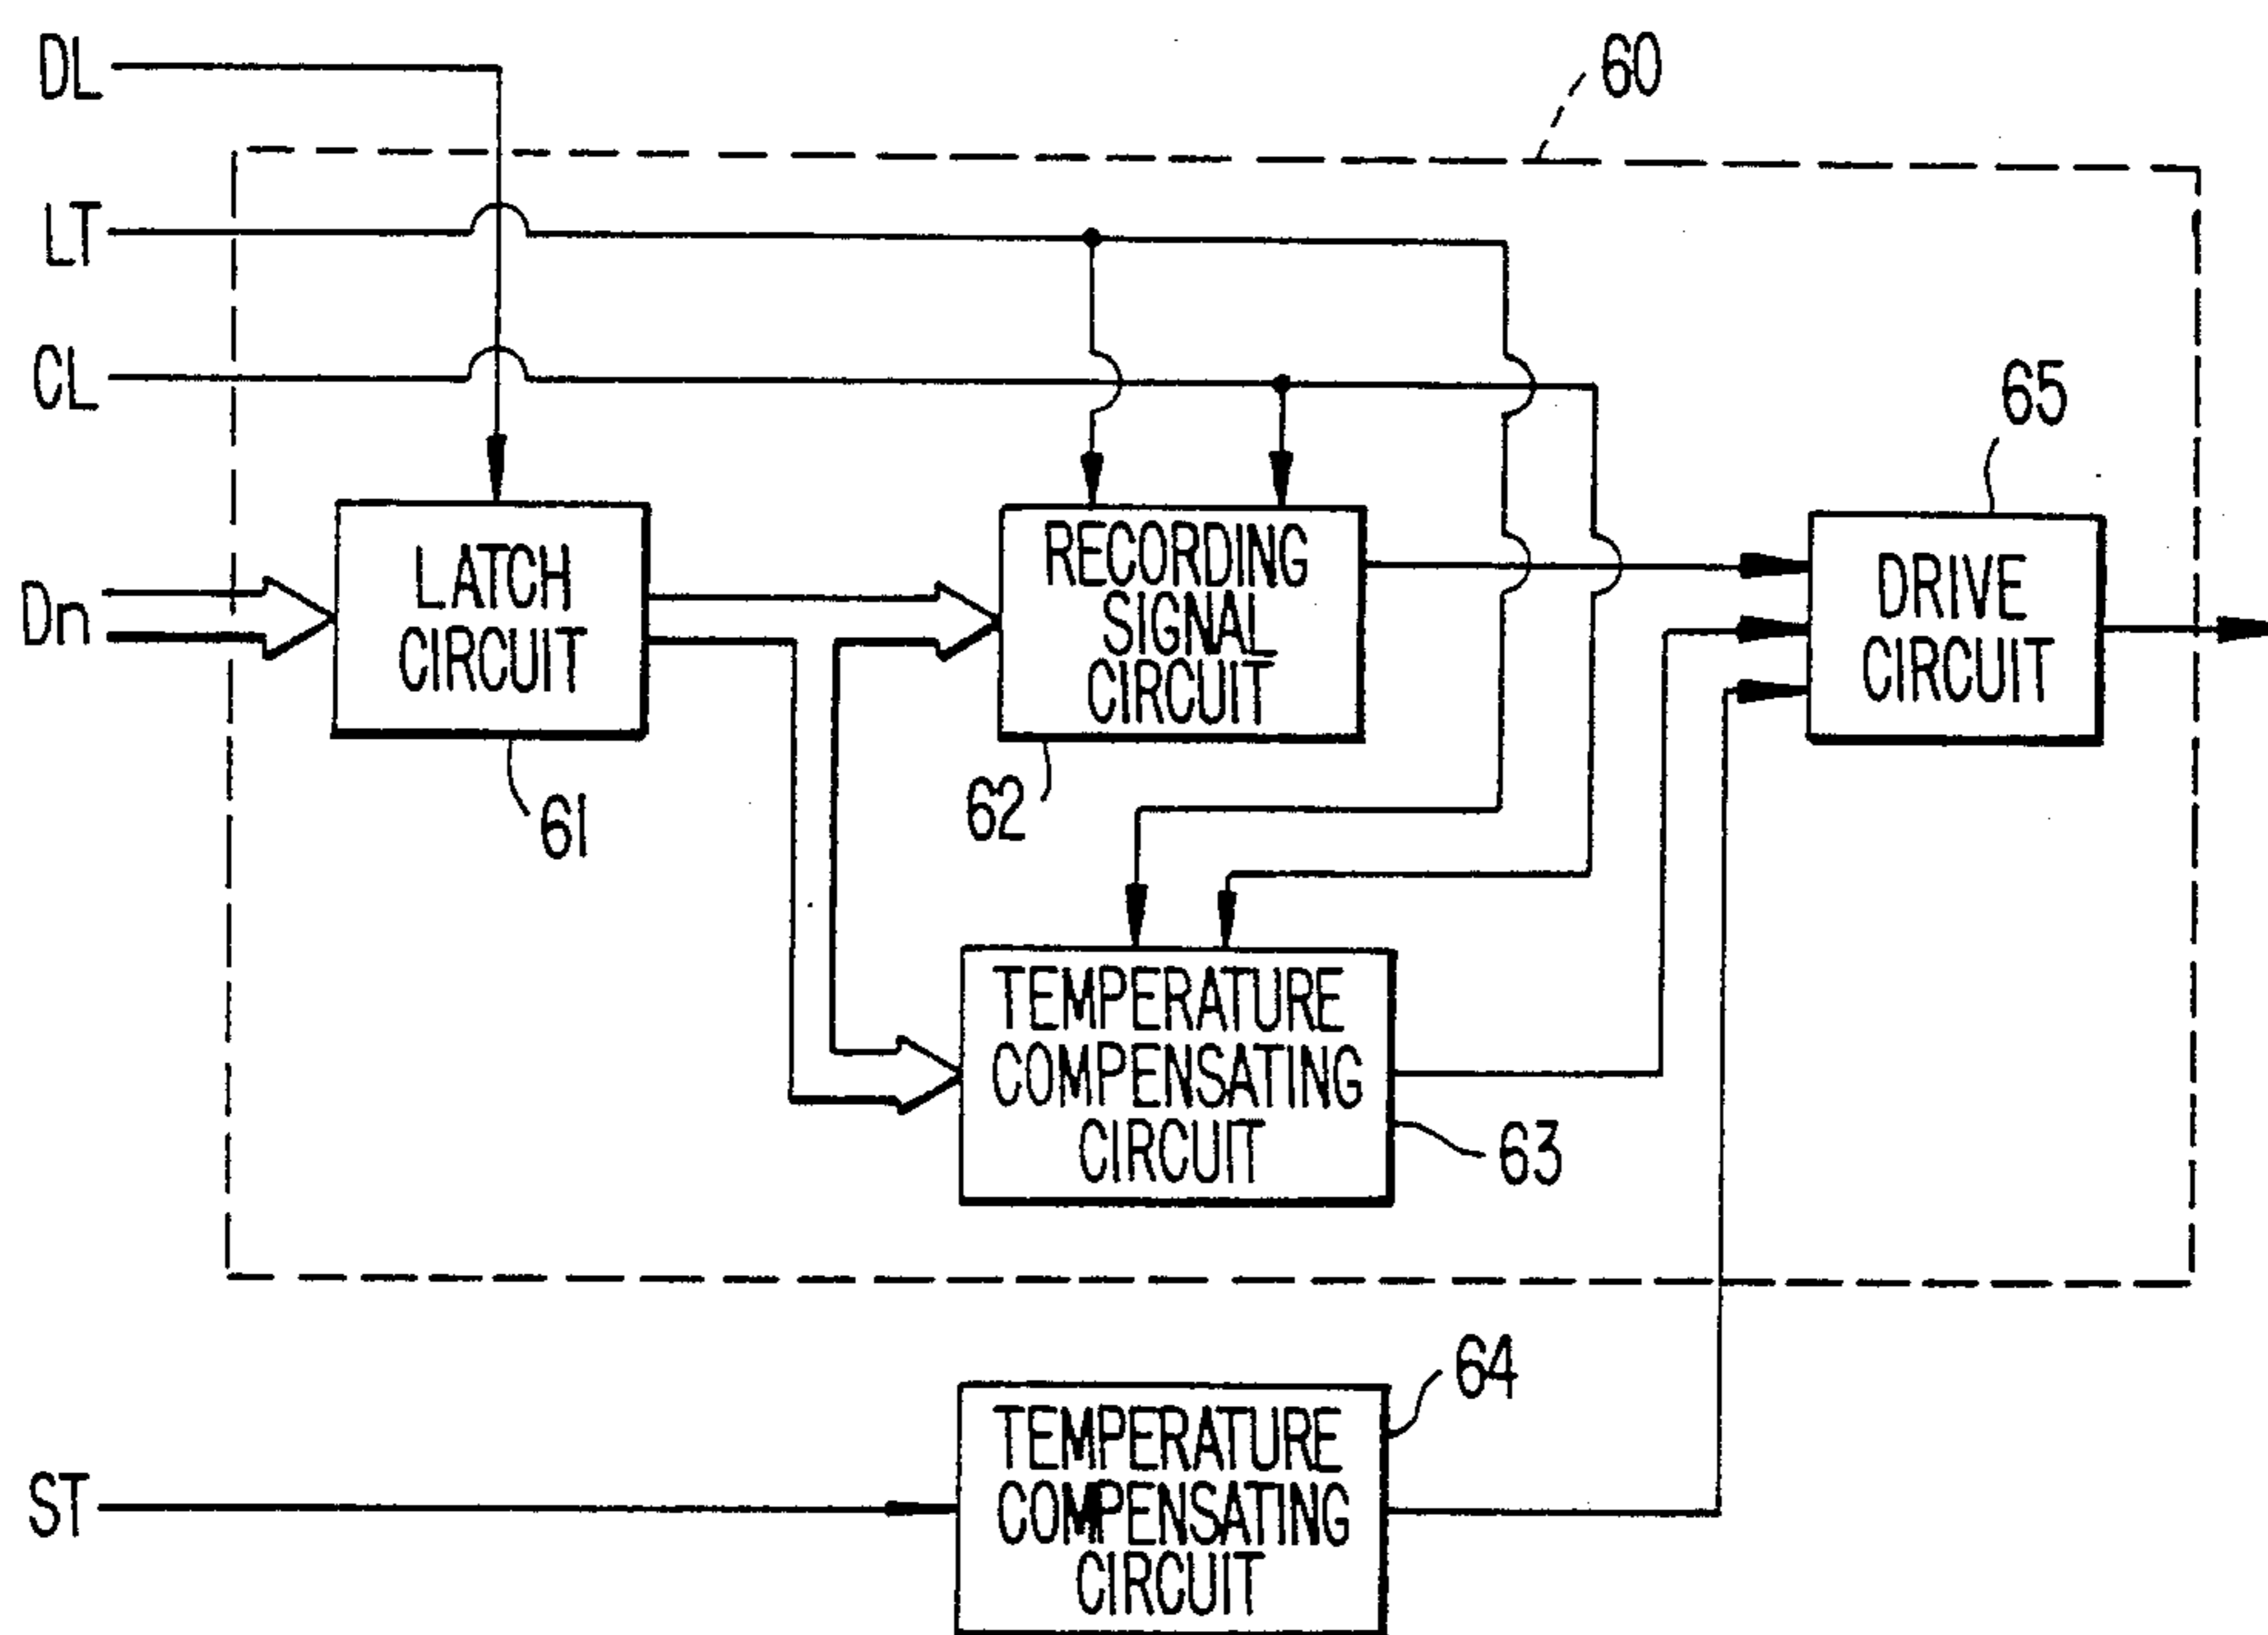 DL
60
LT
CL
65
Dn
LATCH
CIRCUIT
RECORDING
SIGNAL
CIRCUIT
DRIVE
CIRCUIT
61
62
TEMPERATURE
COMPENSATING
CIRCUIT
63
64
ST
TEMPERATURE
COMPENSATING
CIRCUIT